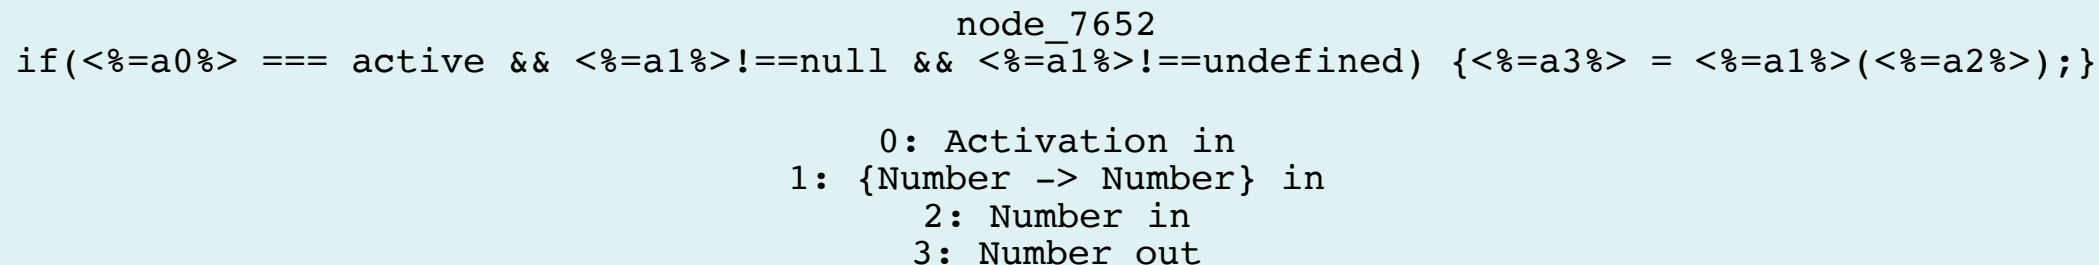 node_7652
if(<%=a0%> === active && <%=a1%>!==null && <%=a1%>!==undefined) {<%=a3%> = <%=a1%>(<%=a2%>);}
0: Activation in
1: {Number -> Number} in
2: Number in
3: Number out